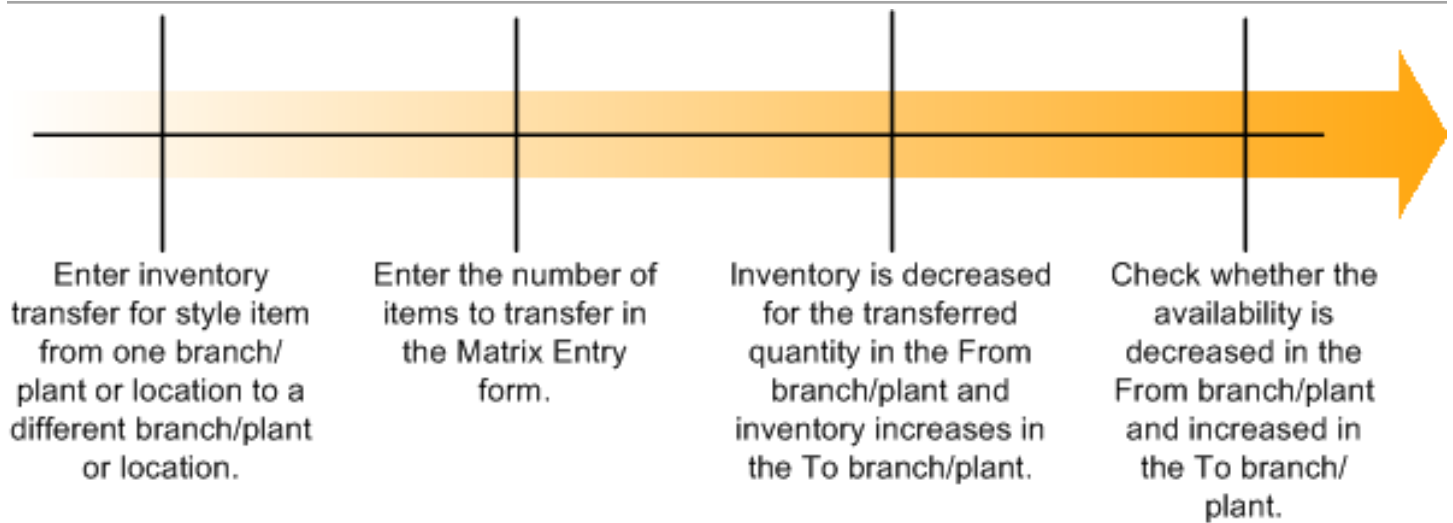 Enter inventory
transfer for style item
from one branch/
plant or location to a
different branch/plant
or location.
Enter the number of
items to transfer in
the Matrix Entry
form.
Inventory is decreased
for the transferred
quantity in the From
branch/plant and
inventory increases in
the To branch/plant.
Check whether the
availability is
decreased in the
From branch/plant
and increased in
the To branch/
plant.